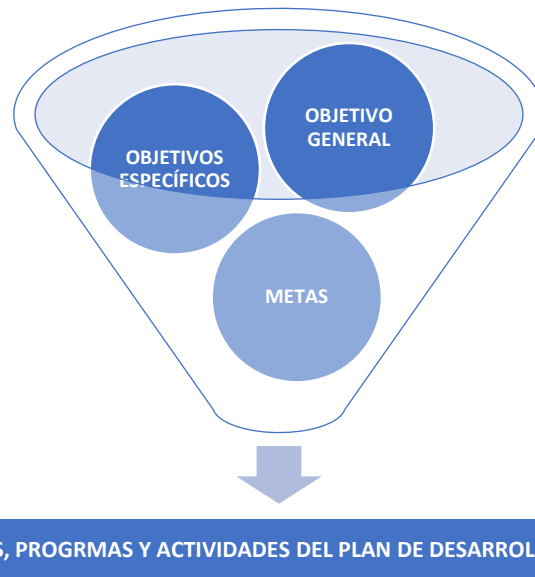 OBJETIVO
GENERAL
OBJETIVOS
ESPECÍFICOS
METAS
S, PROGRMAS Y ACTIVIDADES DEL PLAN DE DESARROL